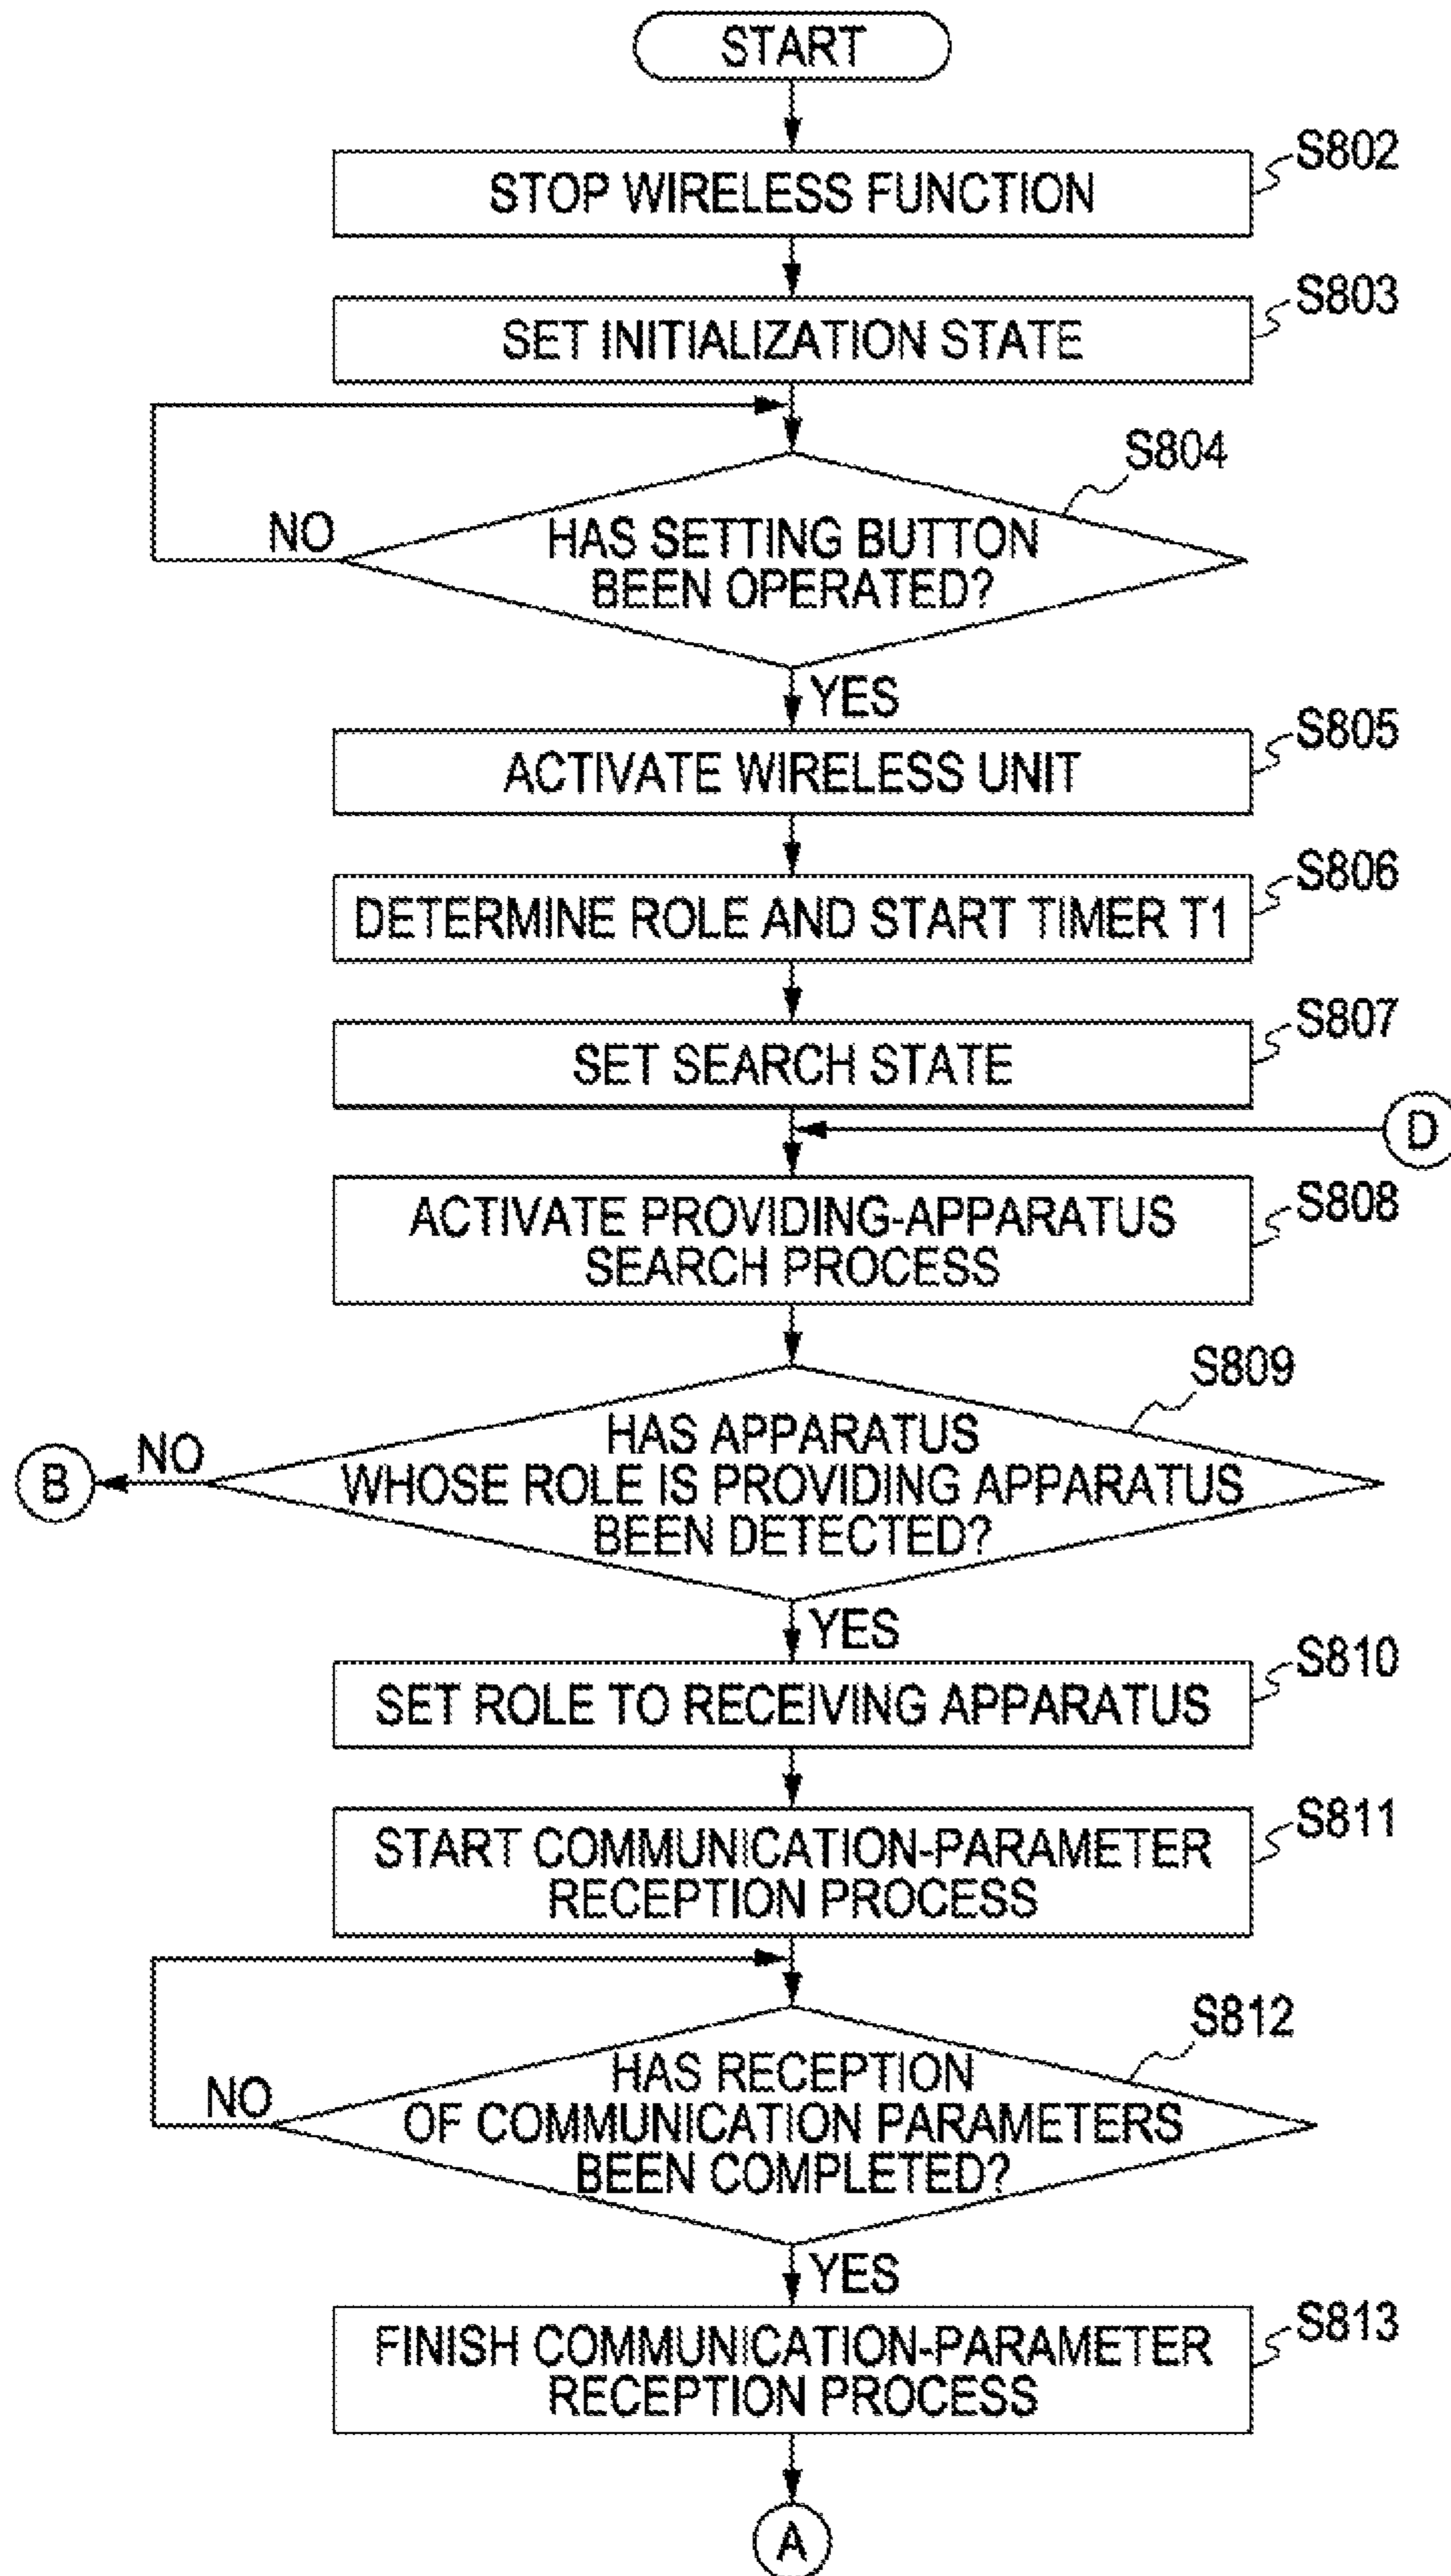 START
S802
STOP WIRELESS FUNCTION
S803
SET INITIALIZATION STATE
S804
NO
HAS SETTING BUTTON
BEEN OPERATED?
YES
S805
ACTIVATE WIRELESS UNIT
S806
DETERMINE ROLE AND START TIMER T1
S807
SET SEARCH STATE
D
S808
ACTIVATE PROVIDING-APPARATUS
SEARCH PROCESS
S809
HAS APPARATUS
B
NO
WHOSE ROLE IS PROVIDING APPARATUS
BEEN DETECTED?
YES
S810
SET ROLE TO RECEIVING APPARATUS
S811
START COMMUNICATION-PARAMETER
RECEPTION PROCESS
S812
HAS RECEPTION
NO
OF COMMUNICATION PARAMETERS
BEEN COMPLETED?
YES
S813
FINISH COMMUNICATION-PARAMETER
RECEPTION PROCESS
A